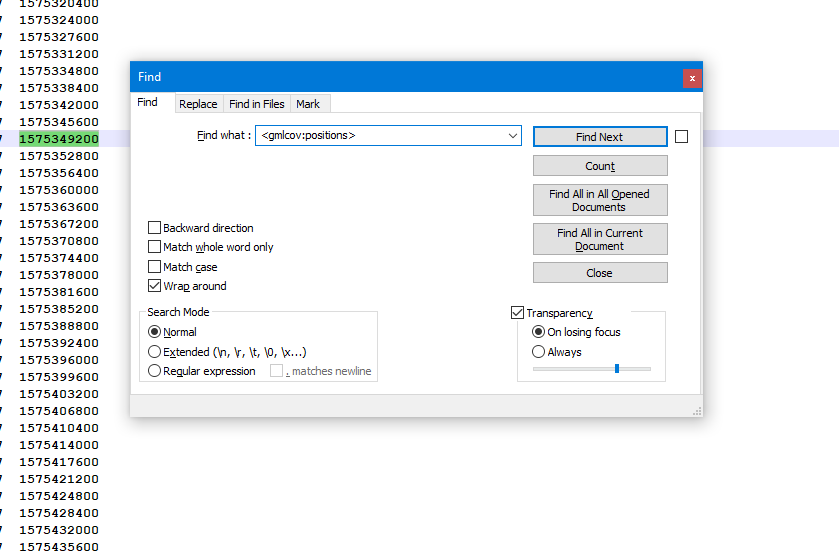 1575320400
1575324000
1575327600
1575331200
1575334800
1575338400
1575342000
1575345600
1575349200
1575352800
1575356400
1575360000
1575363600
1575367200
1575370800
1575374400
1575378000
1575381600
1575385200
1575388800
1575392400
1575396000
1575399600
1575403200
1575406800
1575410400
1575414000
1575417600
1575421200
1575424800
1575428400
1575432000
1575435600
Find
x
Find Replace Find in Files Mark
Find what : <gmlcov:positions>
Find Next
Count
Find All in All Opened
Documents
Find All in Current
Document
Close
Backward direction
Match whole word only
Match case
Wrap around
Search Mode
Normal
Extended (\n, \r, \t, \0, \x...)
Regular expression . matches newline
Transparency
On losing focus
Always